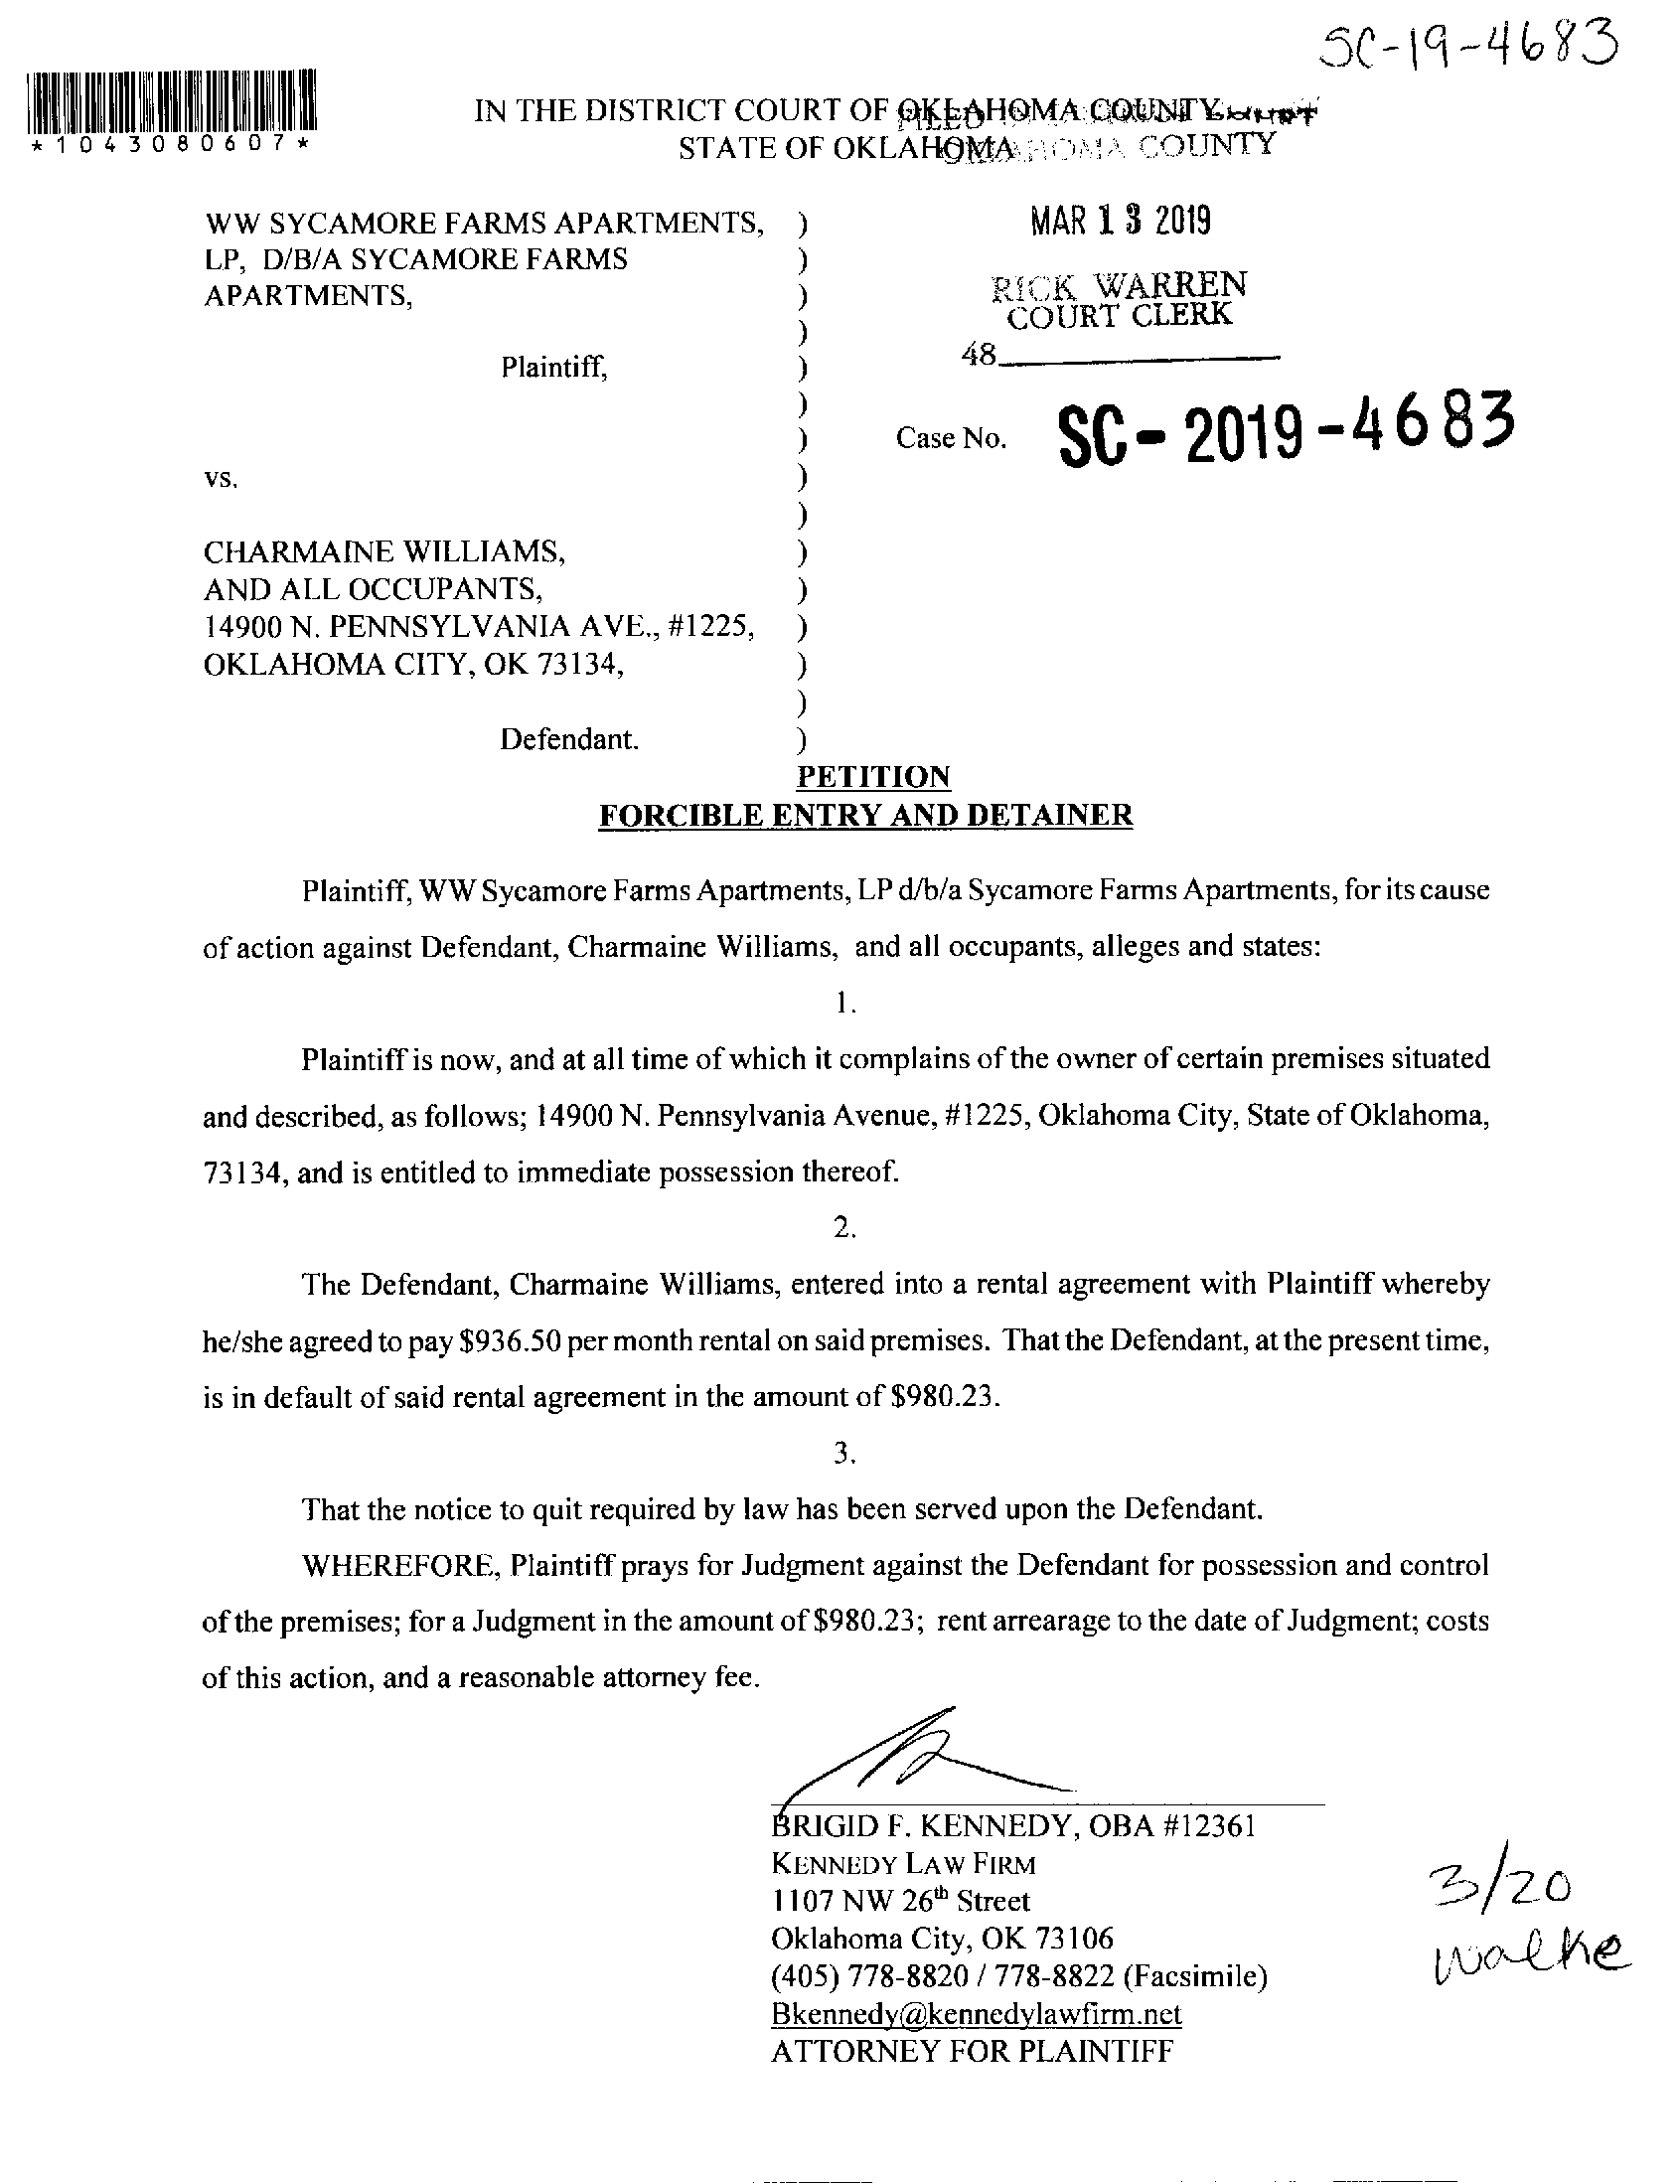 SC-19-4683
*1043080607*
IN THE DISTRICT COURT OF OKLAHOMA COUNTY
STATE OF OKLAHOMA
FILED
OKLAHOMA COUNTY
WW SYCAMORE FARMS APARTMENTS, )
LP, D/B/A SYCAMORE FARMS )
APARTMENTS, )
)
Plaintiff, )
)
)
vs. )
)
CHARMAINE WILLIAMS, )
AND ALL OCCUPANTS, )
14900 N. PENNSYLVANIA AVE., #1225, )
OKLAHOMA CITY, OK 73134, )
)
Defendant. )
MAR 13 2019
RICK WARREN
COURT CLERK
48
Case No. SC-2019-4683
PETITION
FORCIBLE ENTRY AND DETAINER
Plaintiff, WW Sycamore Farms Apartments, LP d/b/a Sycamore Farms Apartments, for its cause
of action against Defendant, Charmaine Williams, and all occupants, alleges and states:
1.
Plaintiff is now, and at all time of which it complains of the owner of certain premises situated
and described, as follows; 14900 N. Pennsylvania Avenue, #1225, Oklahoma City, State of Oklahoma,
73134, and is entitled to immediate possession thereof.
2.
The Defendant, Charmaine Williams, entered into a rental agreement with Plaintiff whereby
he/she agreed to pay $936.50 per month rental on said premises. That the Defendant, at the present time,
is in default of said rental agreement in the amount of $980.23.
3.
That the notice to quit required by law has been served upon the Defendant.
WHEREFORE, Plaintiff prays for Judgment against the Defendant for possession and control
of the premises; for a Judgment in the amount of $980.23; rent arrearage to the date of Judgment; costs
of this action, and a reasonable attorney fee.
BRIGID F. KENNEDY, OBA #12361
KENNEDY LAW FIRM
1107 NW 26th Street
Oklahoma City, OK 73106
(405) 778-8820 / 778-8822 (Facsimile)
Bkennedy@kennedylawfirm.net
ATTORNEY FOR PLAINTIFF
3/20
walke